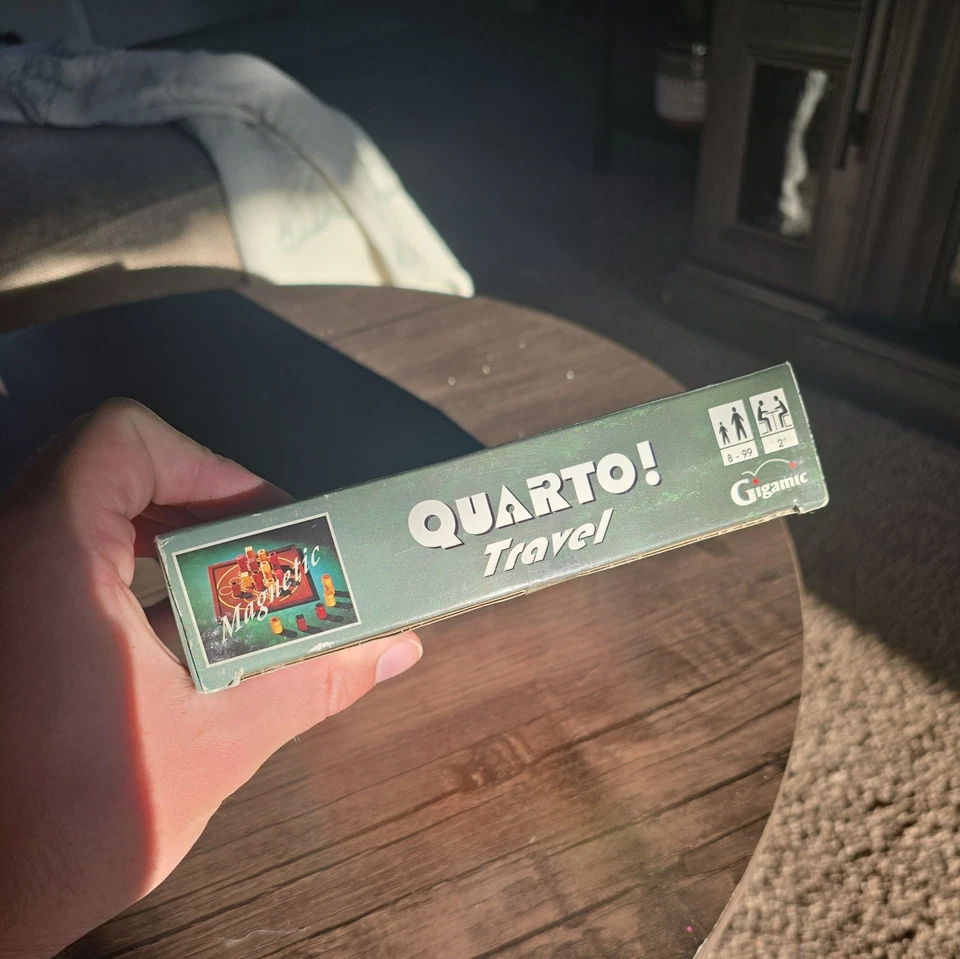 Magnetic
QUARTO!
Travel
8 - 99
2
Gigamic